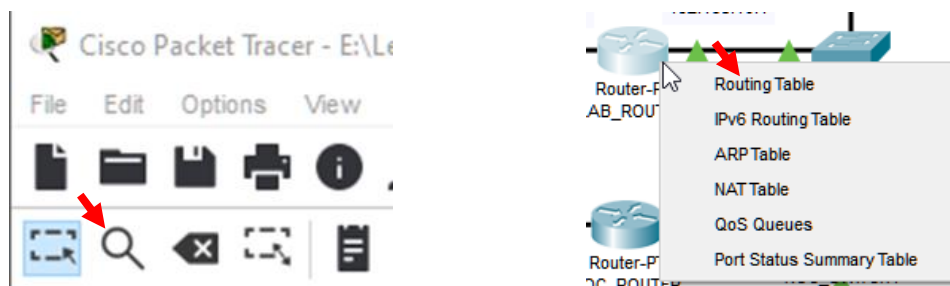 Cisco Packet Tracer - E:\Le
File Edit Options View
Router-P
AB_ROU
Routing Table
IPv6 Routing Table
ARP Table
NAT Table
QoS Queues
Port Status Summary Table
Router-PT